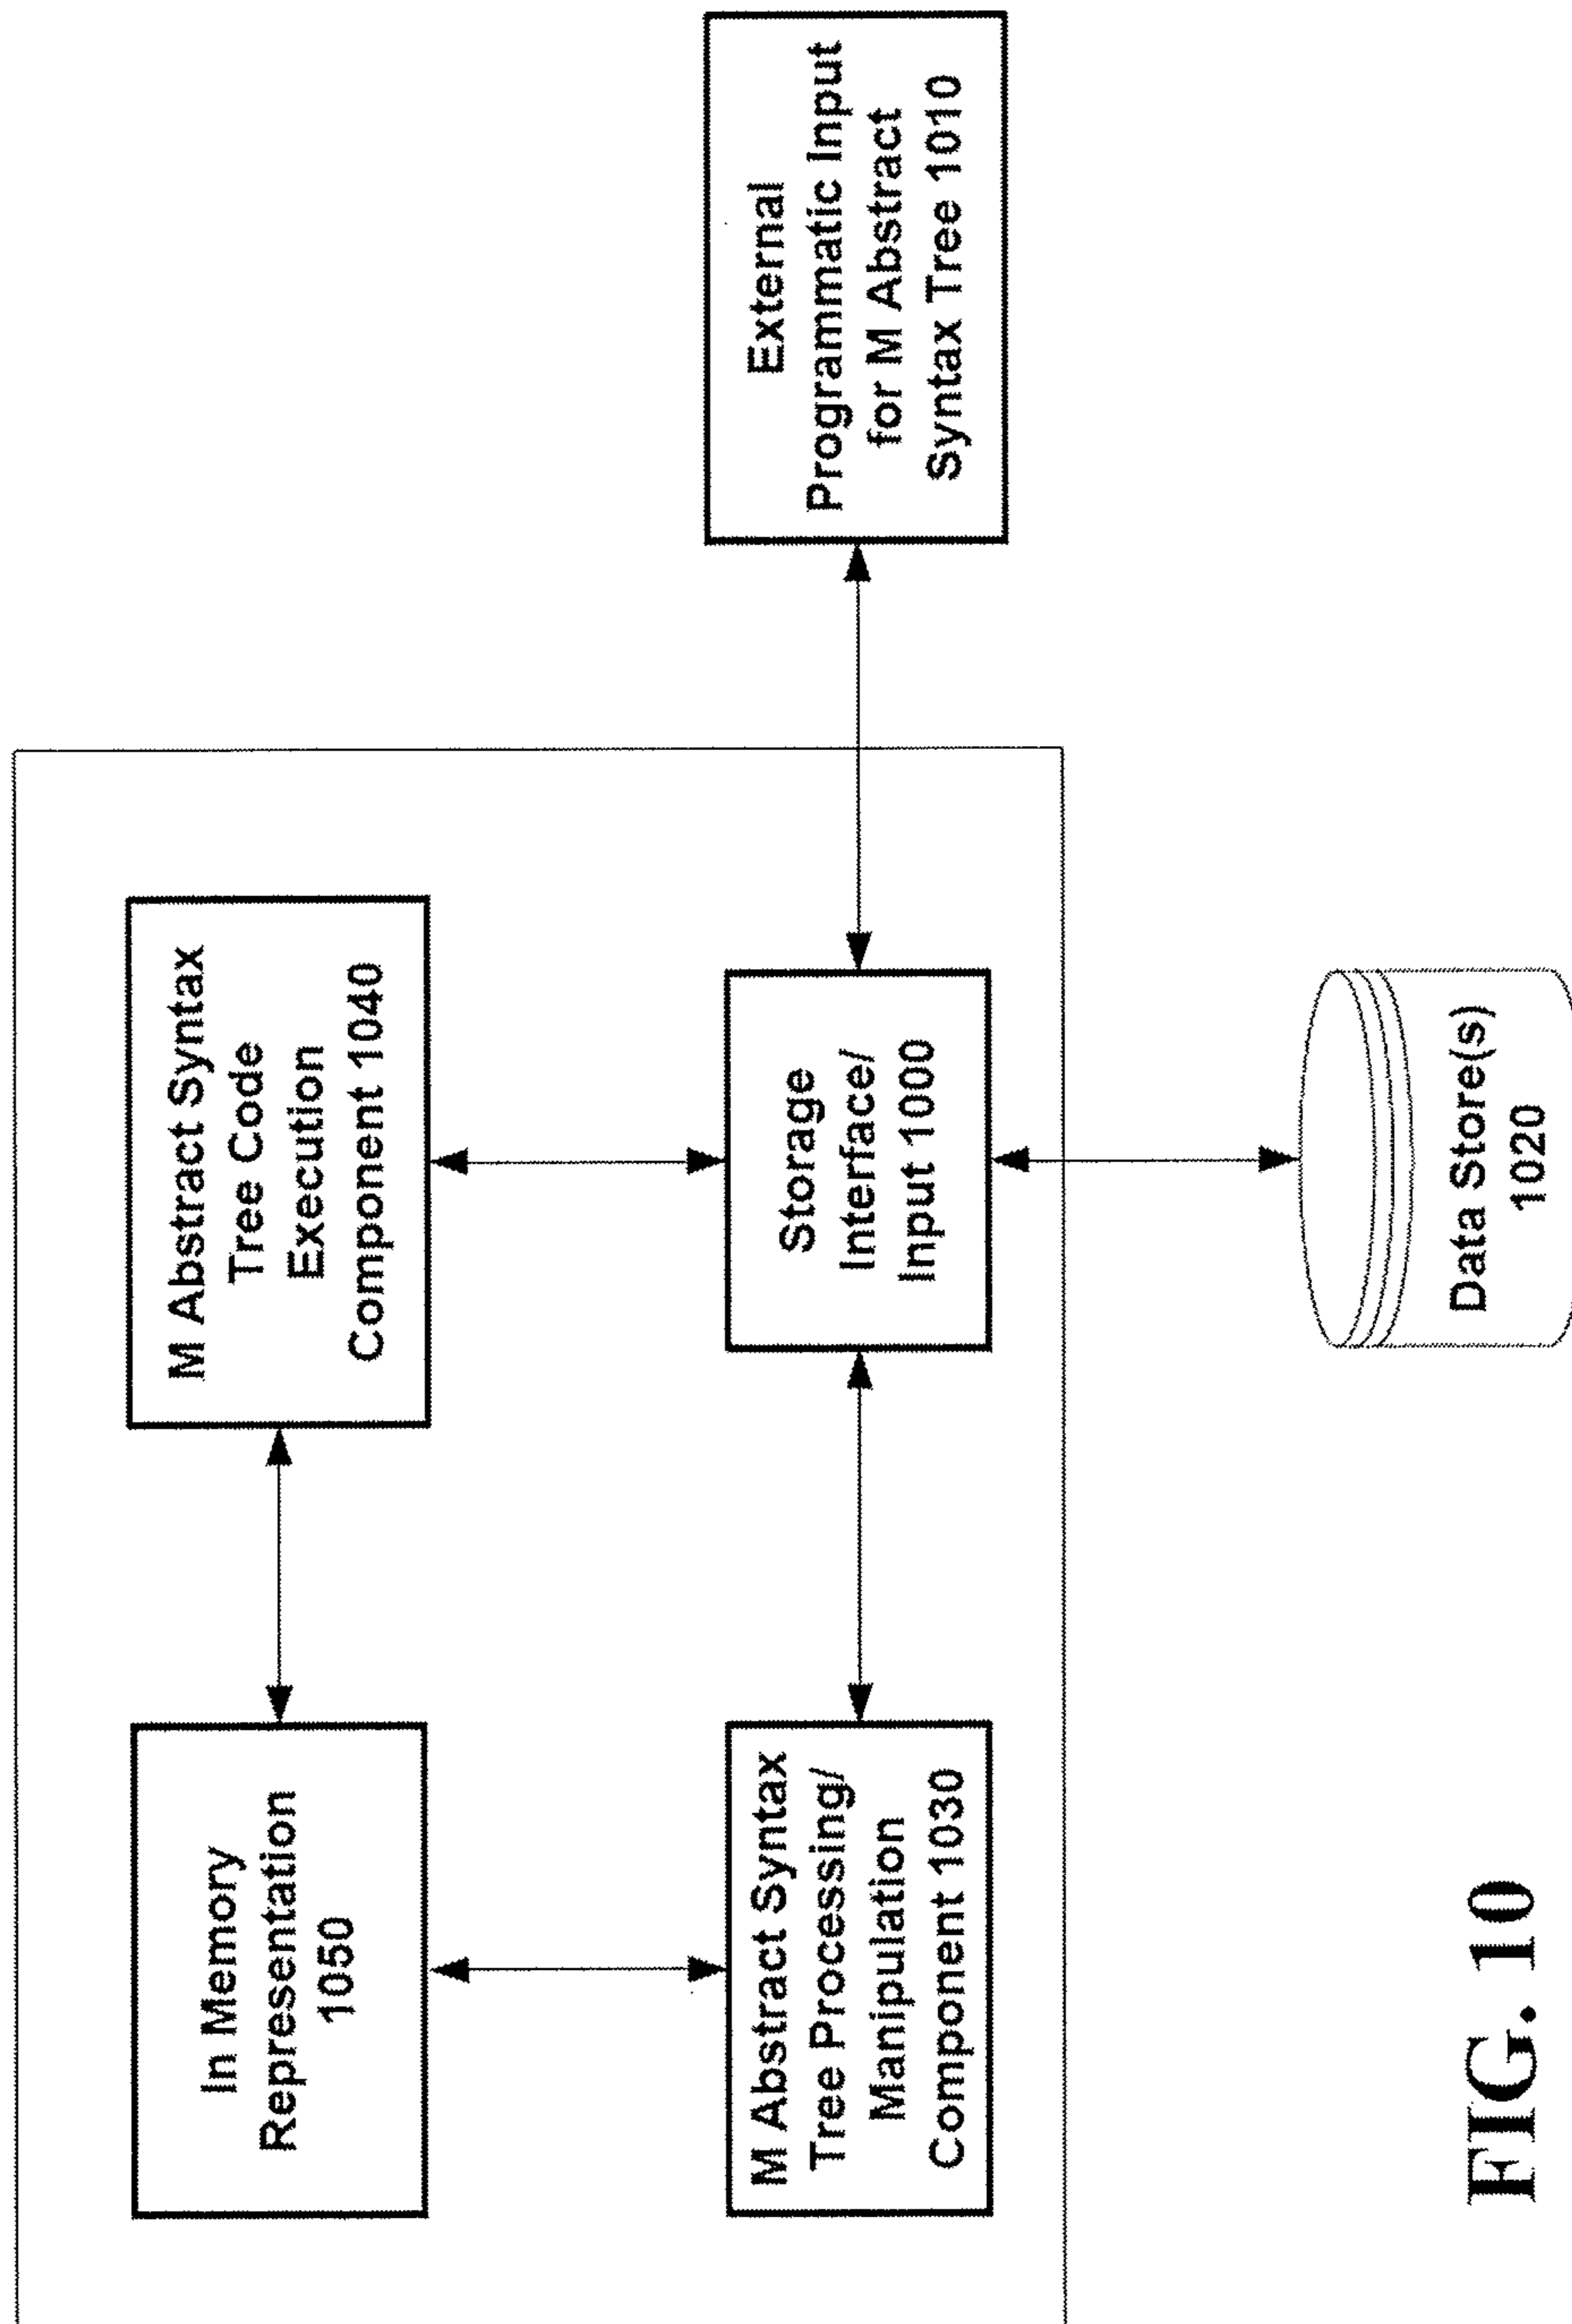 In Memory
Representation
1050
M Abstract Syntax
Tree Code
Execution
Component 1040
M Abstract Syntax
Tree Processing/
Manipulation
Component 1030
Storage
Interface/
Input 1000
External
Programmatic Input
for M Abstract
Syntax Tree 1010
Data Store(s)
1020
FIG. 10